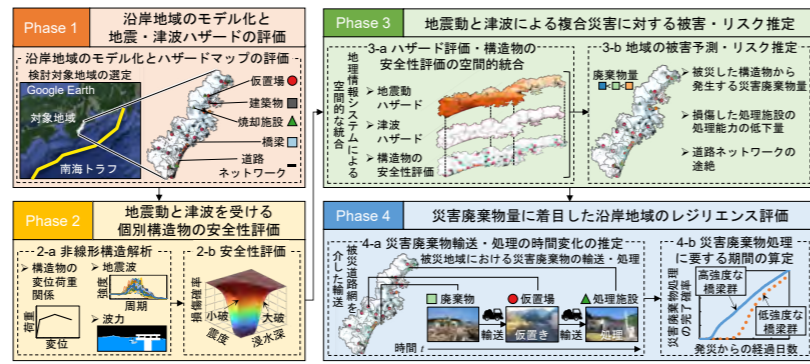 Phase 1
沿岸地域のモデル化と
地震・津波ハザードの評価
沿岸地域のモデル化とハザードマップの評価
検討対象地域の選定
Google Earth
対象地域
南海トラフ
仮置場
建築物
焼却施設
橋梁
道路
ネットワーク
Phase 2
地震動と津波を受ける
個別構造物の安全性評価
2-a 非線形構造解析
構造物の
変位荷重
関係
荷重
変位
地震波
強度
周期
波力
2-b 安全性評価
損傷確率
小破
大破
震度
浸水深
Phase 3
地震動と津波による複合災害に対する被害・リスク推定
3-a ハザード評価・構造物の
安全性評価の空間的統合
地理情報システムによる
空間的な統合
地震動
ハザード
津波
ハザード
構造物の
安全性評価
3-b 地域の被害予測・リスク推定
廃棄物量
被災した構造物から
発生する災害廃棄物量
損傷した処理施設の
処理能力の低下量
道路ネットワークの
途絶
Phase 4
災害廃棄物量に着目した沿岸地域のレジリエンス評価
4-a 災害廃棄物輸送・処理の時間変化の推定
被災道路網を
介した輸送
被災地域における災害廃棄物の輸送・処理
廃棄物
仮置場
処理施設
輸送
仮置き
輸送
処理
時間 t
4-b 災害廃棄物処理
に要する期間の算定
災害廃棄物処理
の完了確率
高強度な
橋梁群
低強度な
橋梁群
発災からの経過日数